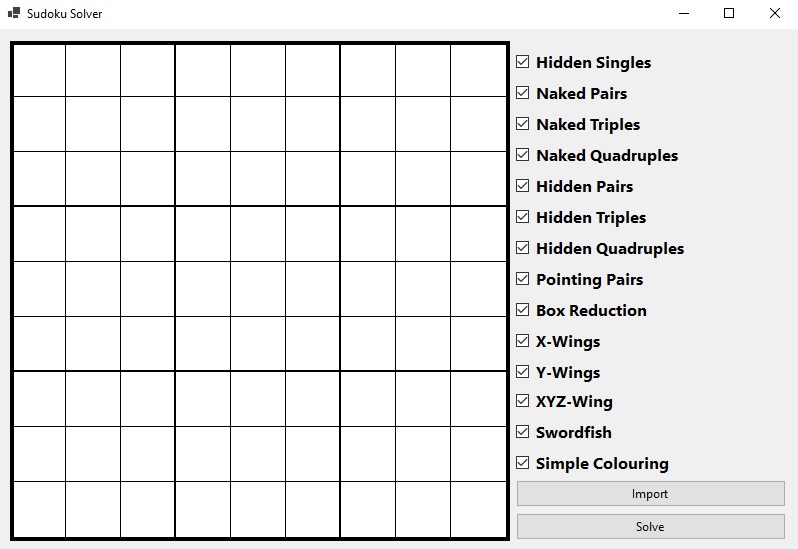 Sudoku Solver
Hidden Singles
Naked Pairs
Naked Triples
Naked Quadruples
Hidden Pairs
Hidden Triples
Hidden Quadruples
Pointing Pairs
Box Reduction
X-Wings
Y-Wings
XYZ-Wing
Swordfish
Simple Colouring
Import
Solve